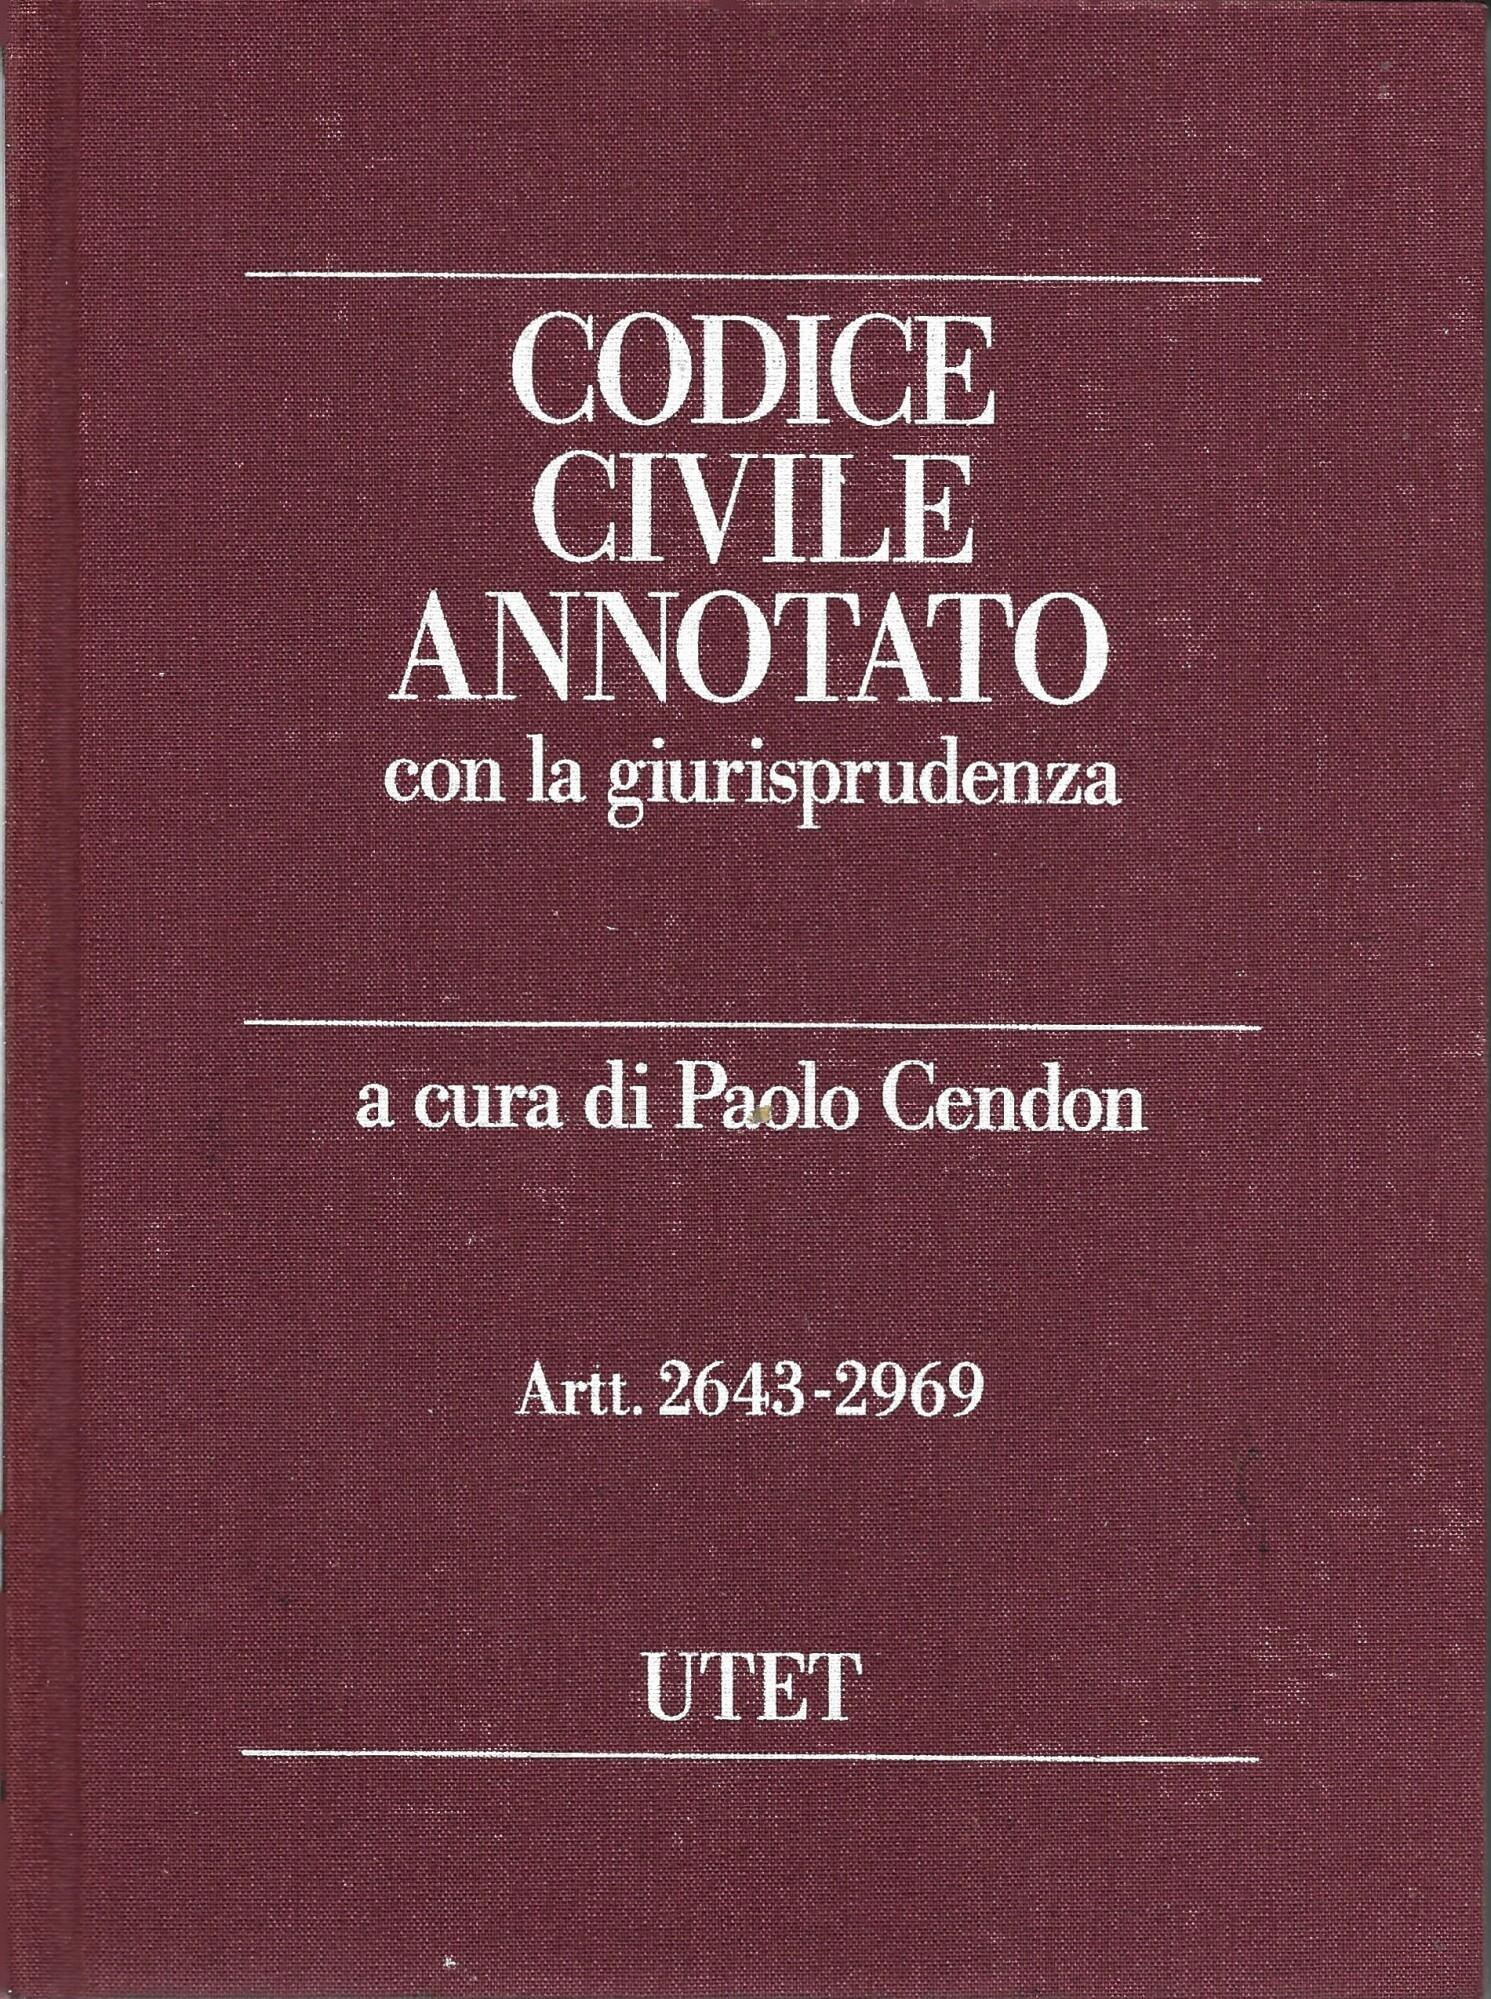 CODICE
CIVILE
ANNOTATO
con la giurisprudenza
a cura di Paolo Cendon
Artt. 2643-2969
UTET